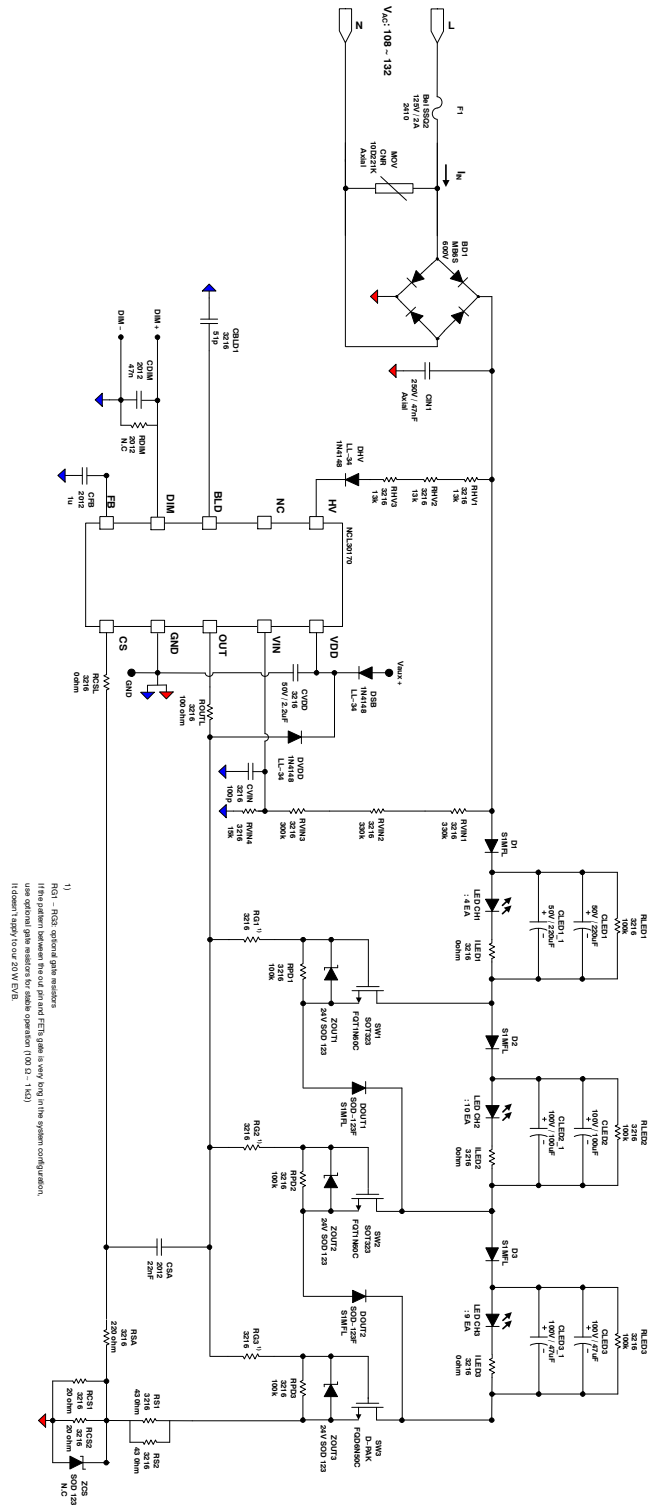 N
L
V_AC: 108 ~ 132
F1
Bel SSQ2
125V / 2A
2410
I_IN
MOV
CNR
10D221K
Axial
BD1
MB6S
600V
CIN1
250V / 47nF
Axial
CBLD1
3216
51p
DIM +
DIM –
CDIM
2012
47n
RDIM
2012
N.C
CFB
2012
1u
DHV
LL-34
1N4148
RHV3
3216
13k
RHV2
3216
13k
RHV1
3216
13k
FB
DIM
BLD
NC
HV
NCL30170
CS
GND
OUT
VIN
VDD
RCSL
3216
0ohm
GND
ROUTL
3216
100 ohm
CVDD
3216
50V / 2.2uF
DSB
1N4148
LL-34
Vaux +
DVDD
1N4148
LL-34
CVIN
3216
100p
RVIN4
3216
15k
RVIN3
3216
300k
RVIN2
3216
330k
RVIN1
3216
330k
D1
S1MFL
LED CH1
: 4 EA
ILED1
3216
0ohm
CLED1_1
50V / 220uF
CLED1
50V / 220uF
RLED1
3216
100k
RG1 1)
3216
RPD1
3216
100k
ZOUT1
24V SOD 123
SW1
SOT323
FQT1N60C
D2
S1MFL
DOUT1
SOD-123F
S1MFL
LED CH2
: 10 EA
ILED2
3216
0ohm
CLED2_1
100V / 100uF
CLED2
100V / 100uF
RLED2
3216
100k
RG2 1)
3216
RPD2
3216
100k
ZOUT2
24V SOD 123
SW2
SOT323
FQT1N60C
D3
S1MFL
DOUT2
SOD-123F
S1MFL
LED CH3
: 9 EA
ILED3
3216
0ohm
CLED3_1
100V / 47uF
CLED3
100V / 47uF
RLED3
3216
100k
CSA
2012
22nF
RG3 1)
3216
RPD3
3216
100k
ZOUT3
24V SOD 123
SW3
D-PAK
FQD6N50C
RSA
3216
220 ohm
RCS1
3216
20 ohm
RCS2
3216
20 ohm
RS1
3216
43 0hm
RS2
3216
43 0hm
ZCS
SOD 123
N.C
1)
RG1 – RG3: optional gate resistors
If the pattern between the out pin and FETs gate is very long in the system configuration,
use optional gate resistors for stable operation (100 Ω ~ 1 kΩ)
It doesn't apply to our 20 W EVB.